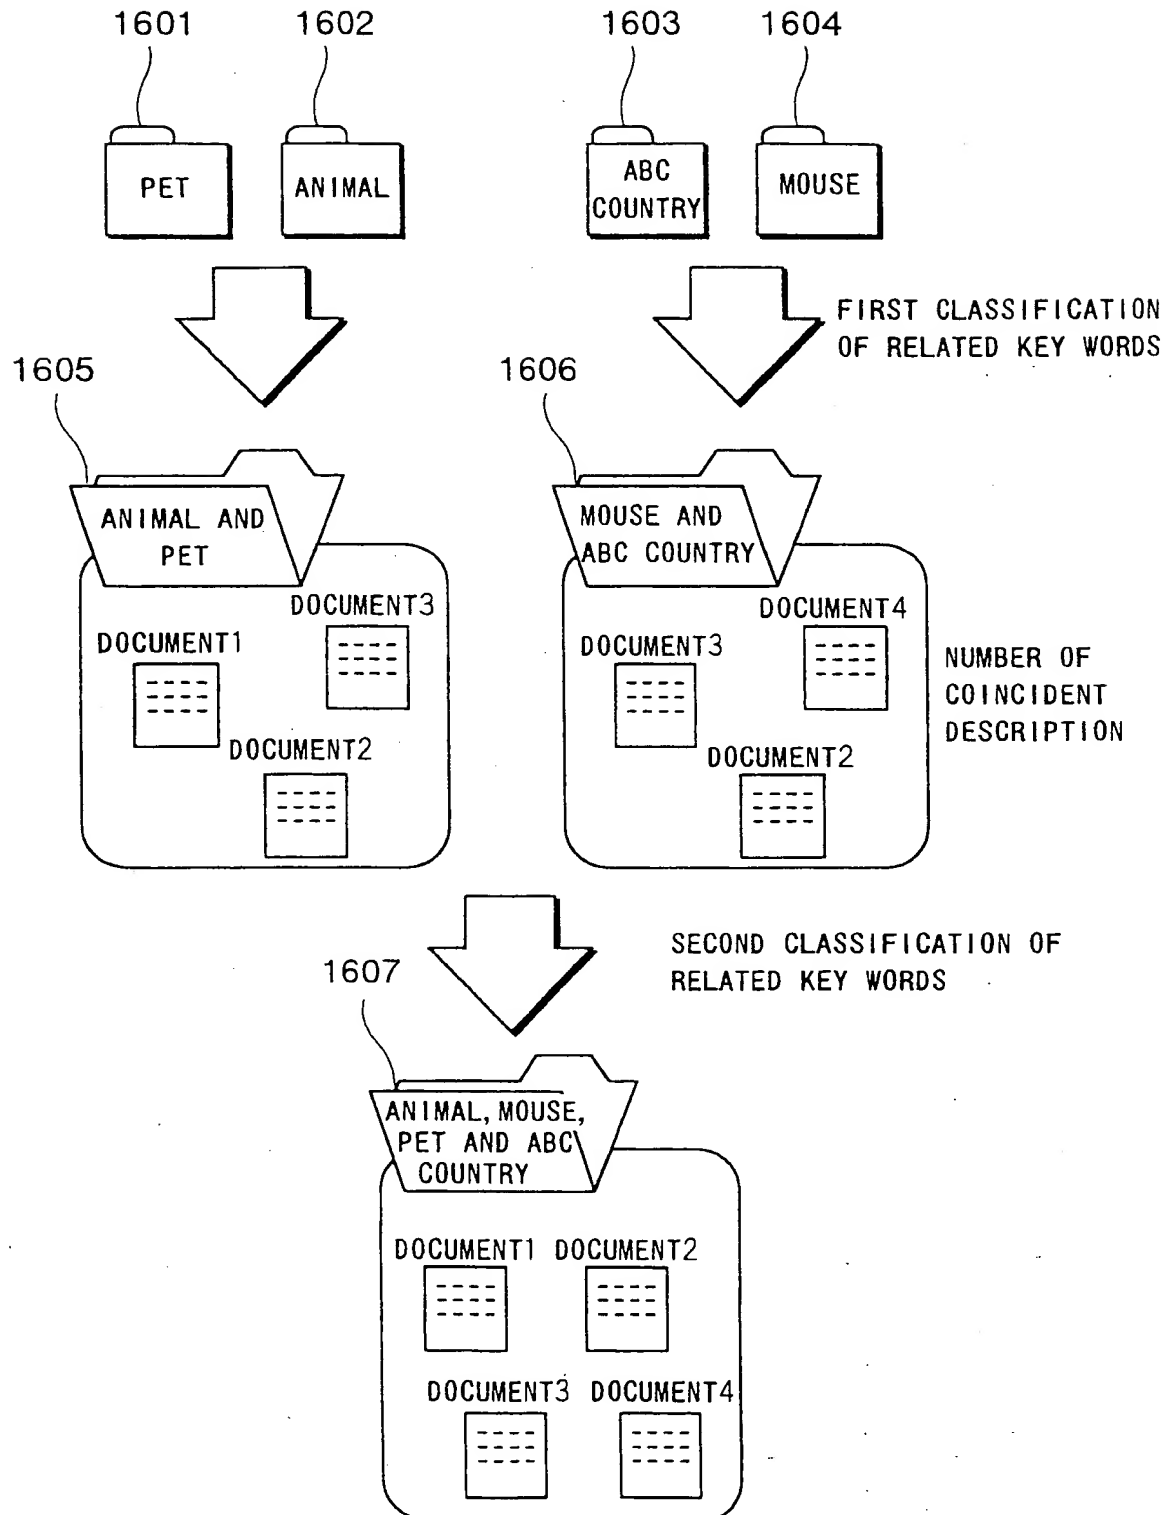 1601
1602
1603
1604
PET
ANIMAL
ABC
COUNTRY
MOUSE
FIRST CLASSIFICATION
OF RELATED KEY WORDS
1605
1606
ANIMAL AND
PET
MOUSE AND
ABC COUNTRY
DOCUMENT3
DOCUMENT1
DOCUMENT2
DOCUMENT4
DOCUMENT3
DOCUMENT2
NUMBER OF
COINCIDENT
DESCRIPTION
SECOND CLASSIFICATION OF
RELATED KEY WORDS
1607
ANIMAL, MOUSE,
PET AND ABC
COUNTRY
DOCUMENT1 DOCUMENT2
DOCUMENT3 DOCUMENT4